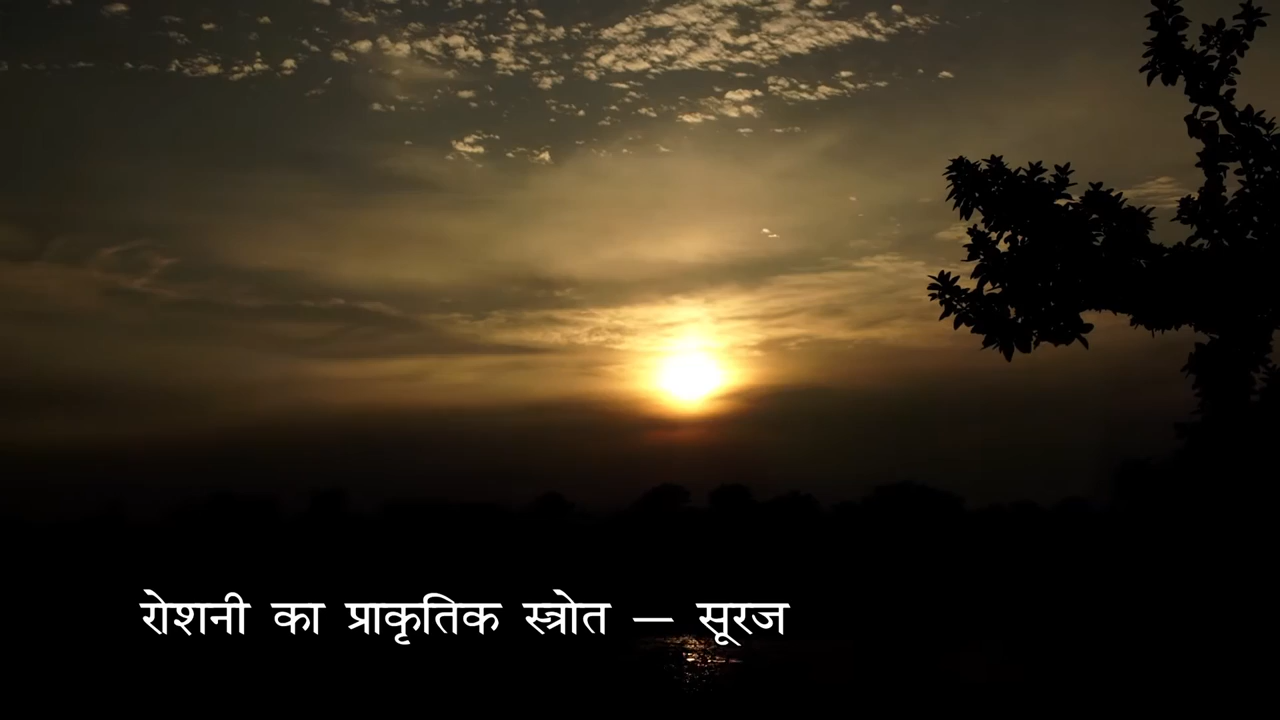 रोशनी का प्राकृतिक स्त्रोत – सूरज